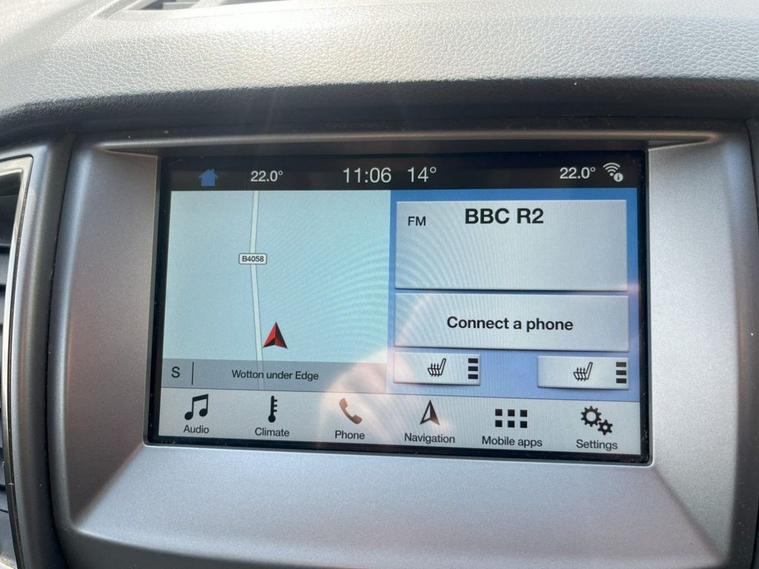 22.0° 11:06 14° 22.0°
FM BBC R2
B4058
Connect a phone
S Wotton under Edge
Audio Climate Phone Navigation Mobile apps Settings